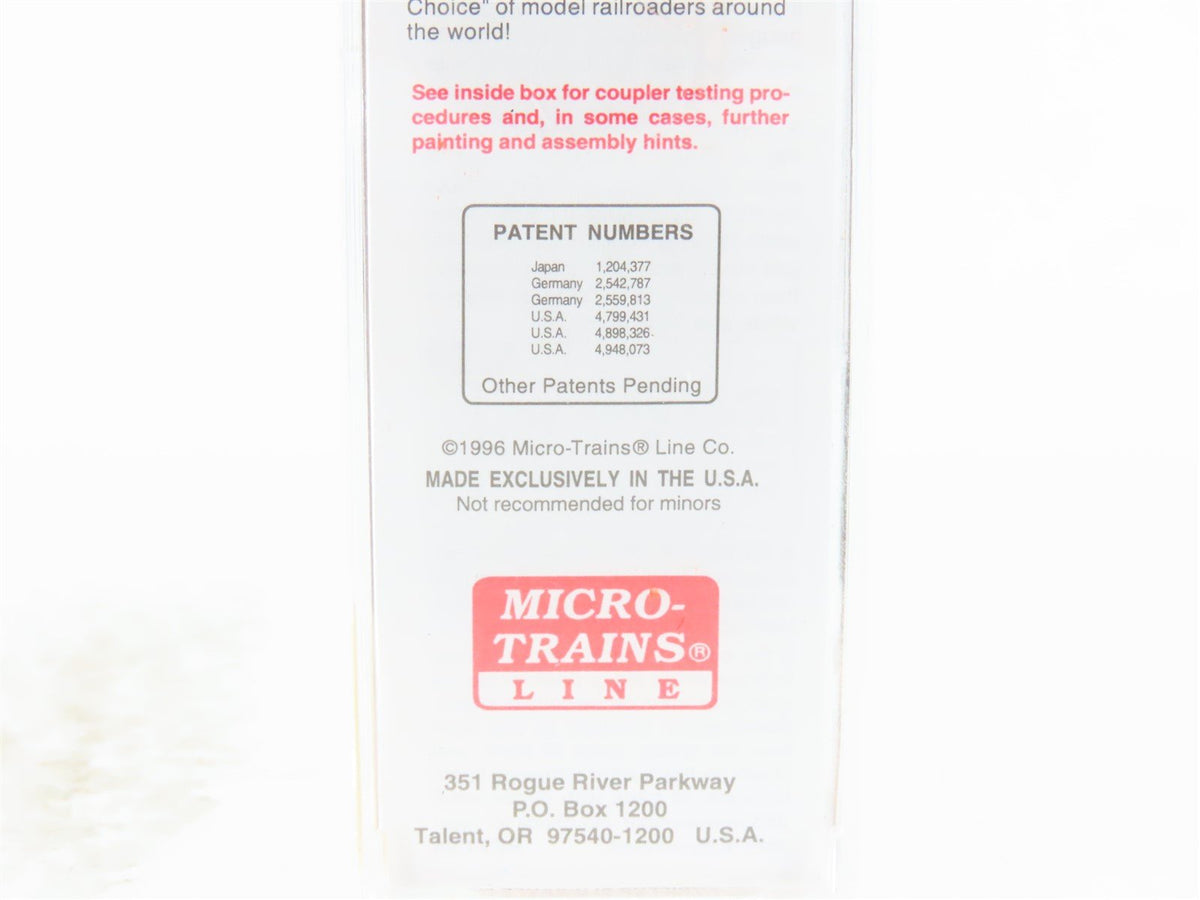 Choice" of model railroaders around
the world!
See inside box for coupler testing pro-
cedures and, in some cases, further
painting and assembly hints.
PATENT NUMBERS
Japan 1,204,377
Germany 2,542,787
Germany 2,559,813
U.S.A. 4,799,431
U.S.A. 4,898,326
U.S.A. 4,948,073
Other Patents Pending
©1996 Micro-Trains® Line Co.
MADE EXCLUSIVELY IN THE U.S.A.
Not recommended for minors
MICRO-
TRAINS®
LINE
351 Rogue River Parkway
P.O. Box 1200
Talent, OR 97540-1200 U.S.A.